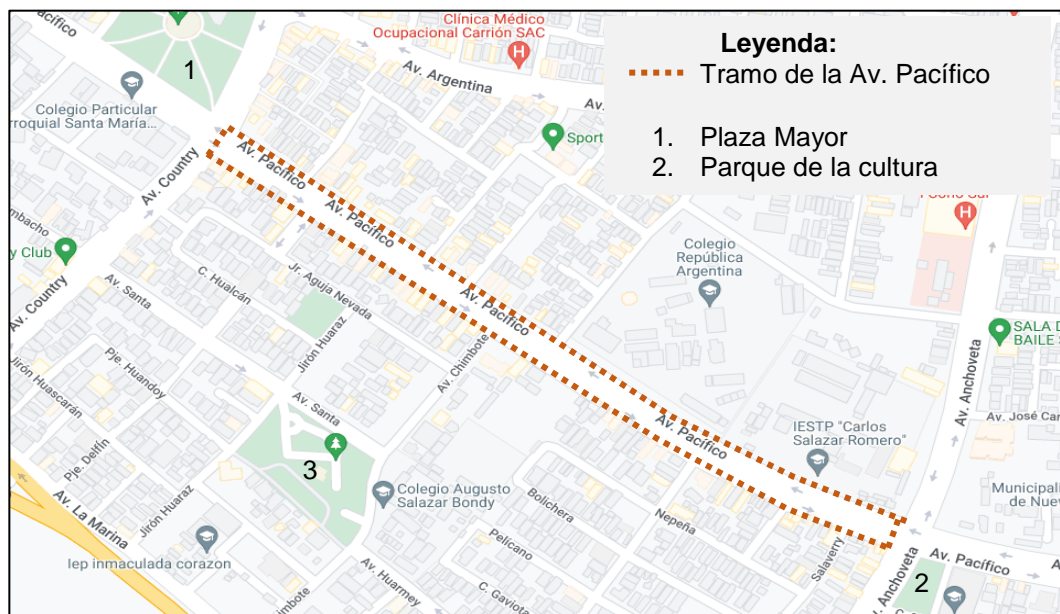 Leyenda:
Tramo de la Av. Pacífico
1. Plaza Mayor
2. Parque de la cultura
Clínica Médico
Ocupacional Carrión SAC
Pacífico
1
Av. Argentina
Av.
Colegio Particular
rroquial Santa María...
Sport
Av. Pacífico
Av. Country
Av. Pacífico
mbacho
y Club
C. Hualcán
Jr. Aguja Nevada
Colegio
República
Argentina
Av. Pacífico
Av. Country
Av. Santa
Jirón Huaraz
Av. Chimbote
SALA D
BAILE S
Av. Anchoveta
Pje. Huandoy
Jirón Huascarán
Av. Santa
Av. José Car
Av. Pacífico
IESTP "Carlos
Salazar Romero"
Pje. Delfín
3
Colegio Augusto
Salazar Bondy
Jirón Huaraz
Bolichera
Nepeña
Municipali
de Nuev
Av. La Marina
Pelícano
Salaverry
Av. Pacífico
Iep inmaculada corazon
Av. Huarmey
C. Gaviota
Anchoveta
2